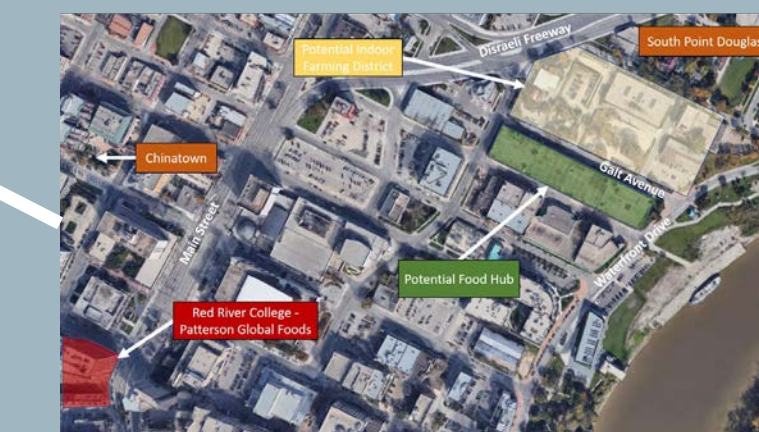 Disraeli Freeway
South Point Douglas
Potential Indoor
Farming District
Chinatown
Galt Avenue
Main Street
Waterfront Drive
Potential Food Hub
Red River College -
Patterson Global Foods